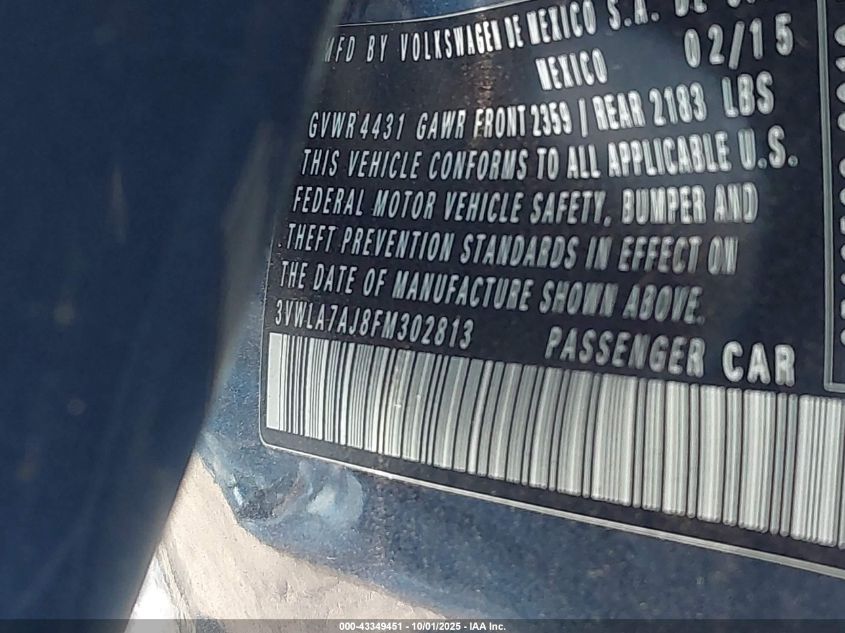 MFD BY VOLKSWAGEN DE MEXICO S.A. DE
02/15
MEXICO
GVWR 4431 GAWR FRONT 2359 | REAR 2183 LBS
THIS VEHICLE CONFORMS TO ALL APPLICABLE U.S.
FEDERAL MOTOR VEHICLE SAFETY, BUMPER AND
THEFT PREVENTION STANDARDS IN EFFECT ON
THE DATE OF MANUFACTURE SHOWN ABOVE.
3VWLA7AJ8FM302813
PASSENGER CAR
000-43349451 - 10/01/2025 - IAA Inc.